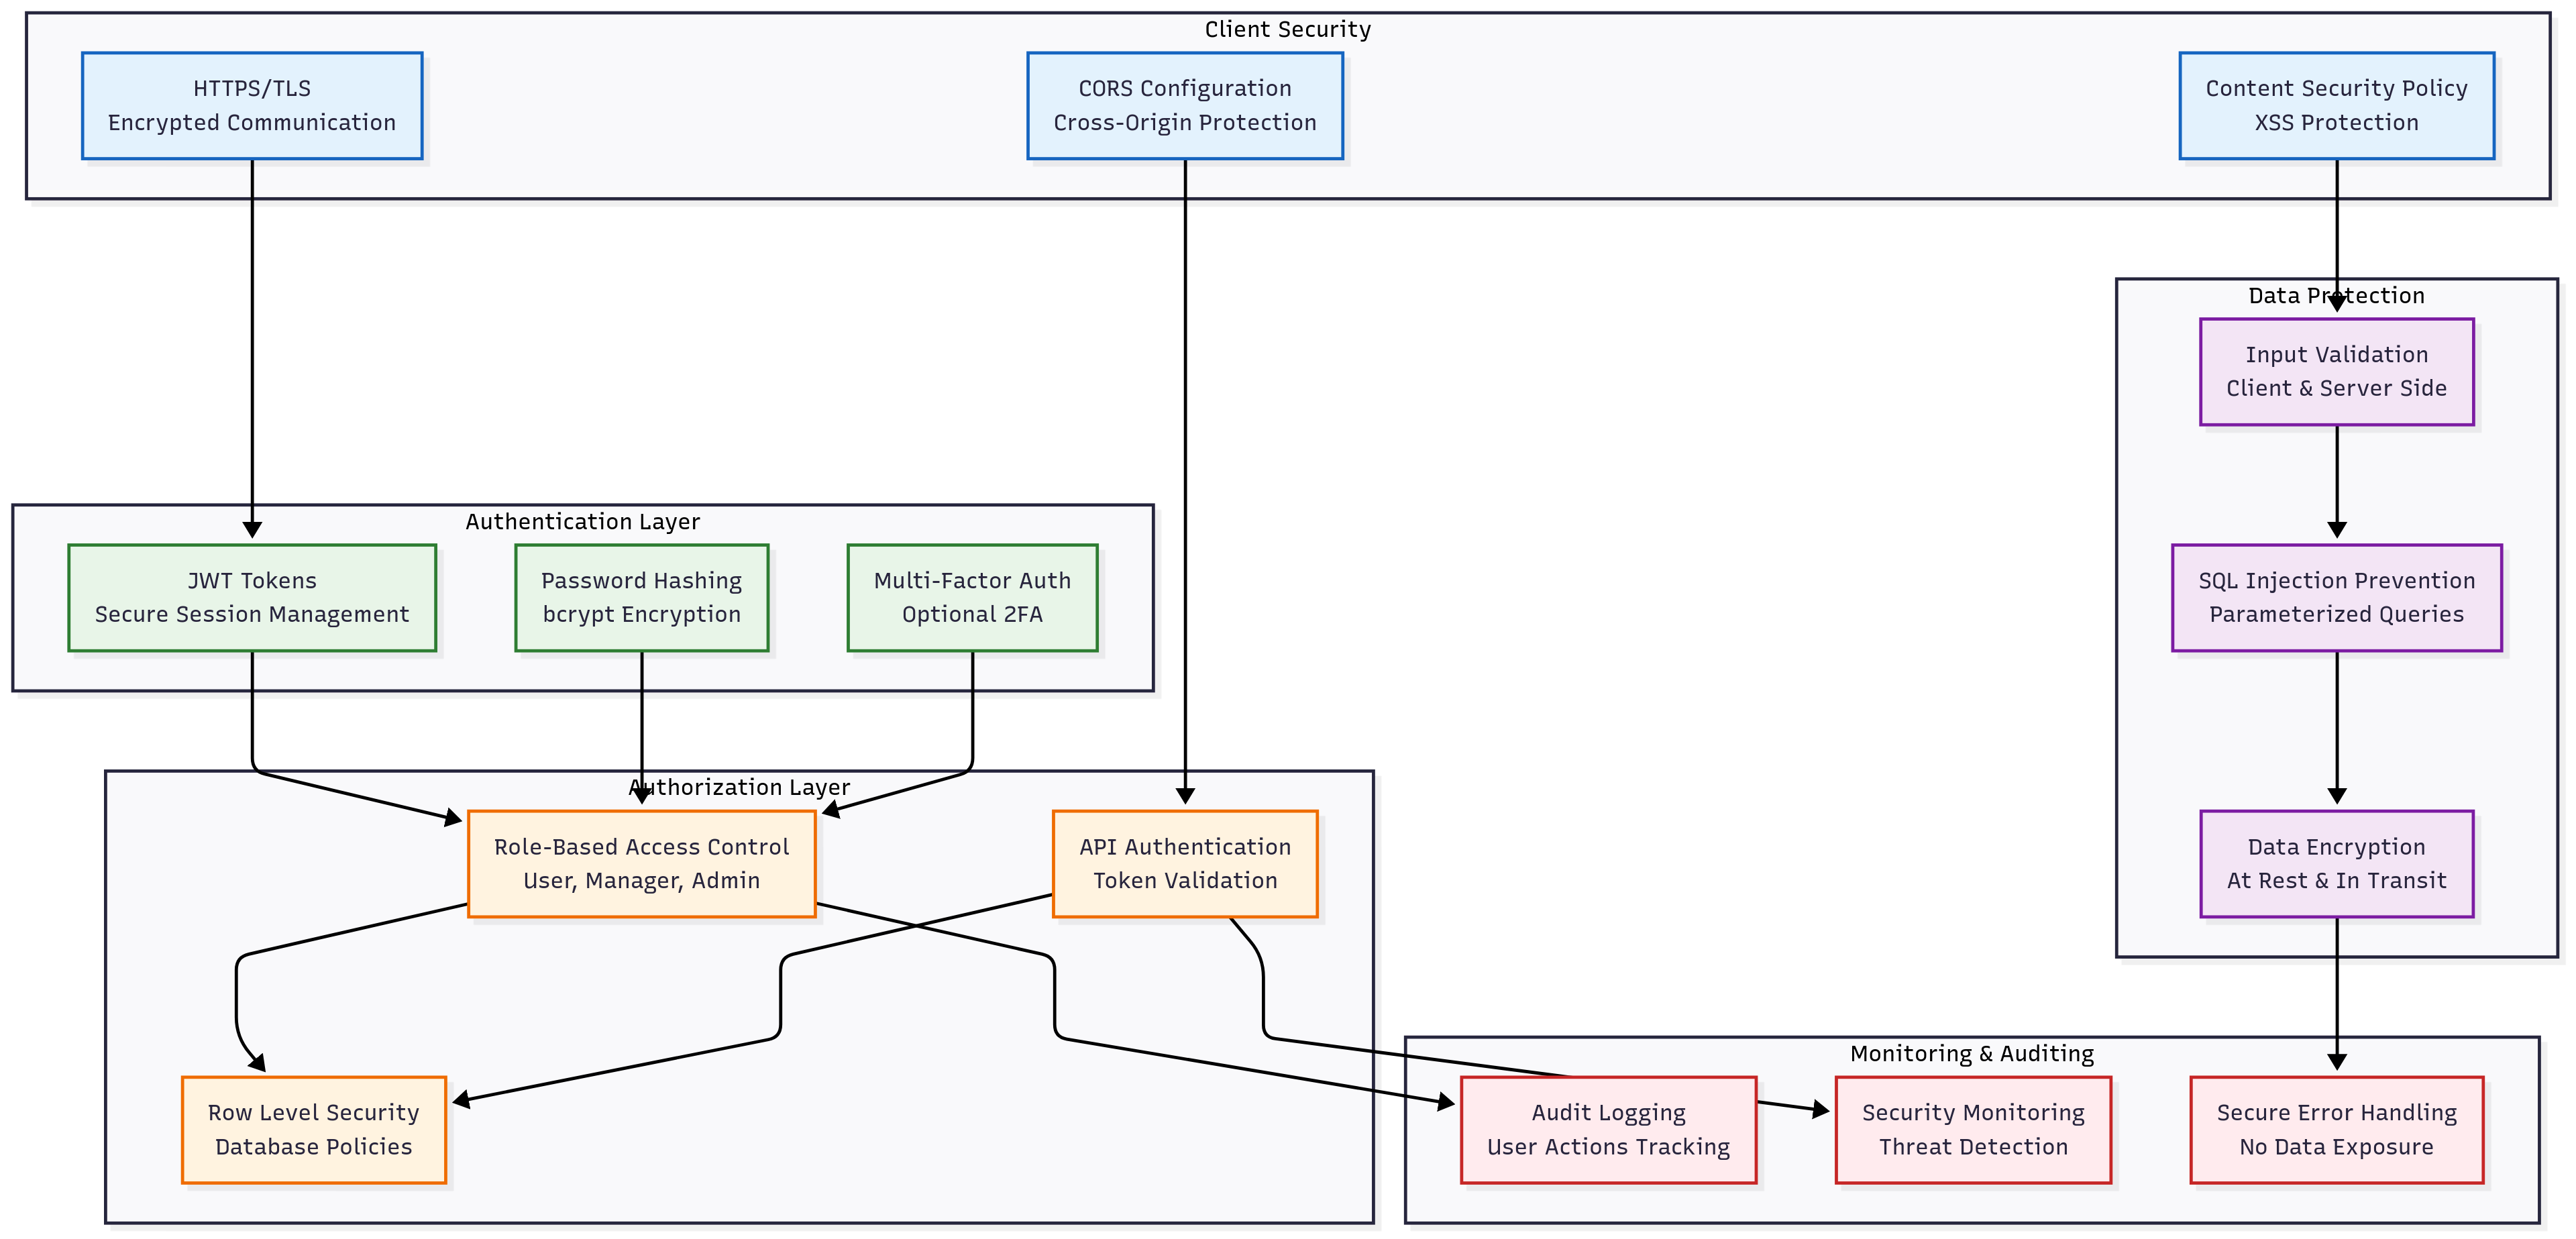 Client Security
HTTPS/TLS
Encrypted Communication
CORS Configuration
Cross-Origin Protection
Content Security Policy
XSS Protection
Data Protection
Input Validation
Client & Server Side
Authentication Layer
JWT Tokens
Secure Session Management
Password Hashing
bcrypt Encryption
Multi-Factor Auth
Optional 2FA
SQL Injection Prevention
Parameterized Queries
Authorization Layer
Role-Based Access Control
User, Manager, Admin
API Authentication
Token Validation
Data Encryption
At Rest & In Transit
Monitoring & Auditing
Row Level Security
Database Policies
Audit Logging
User Actions Tracking
Security Monitoring
Threat Detection
Secure Error Handling
No Data Exposure